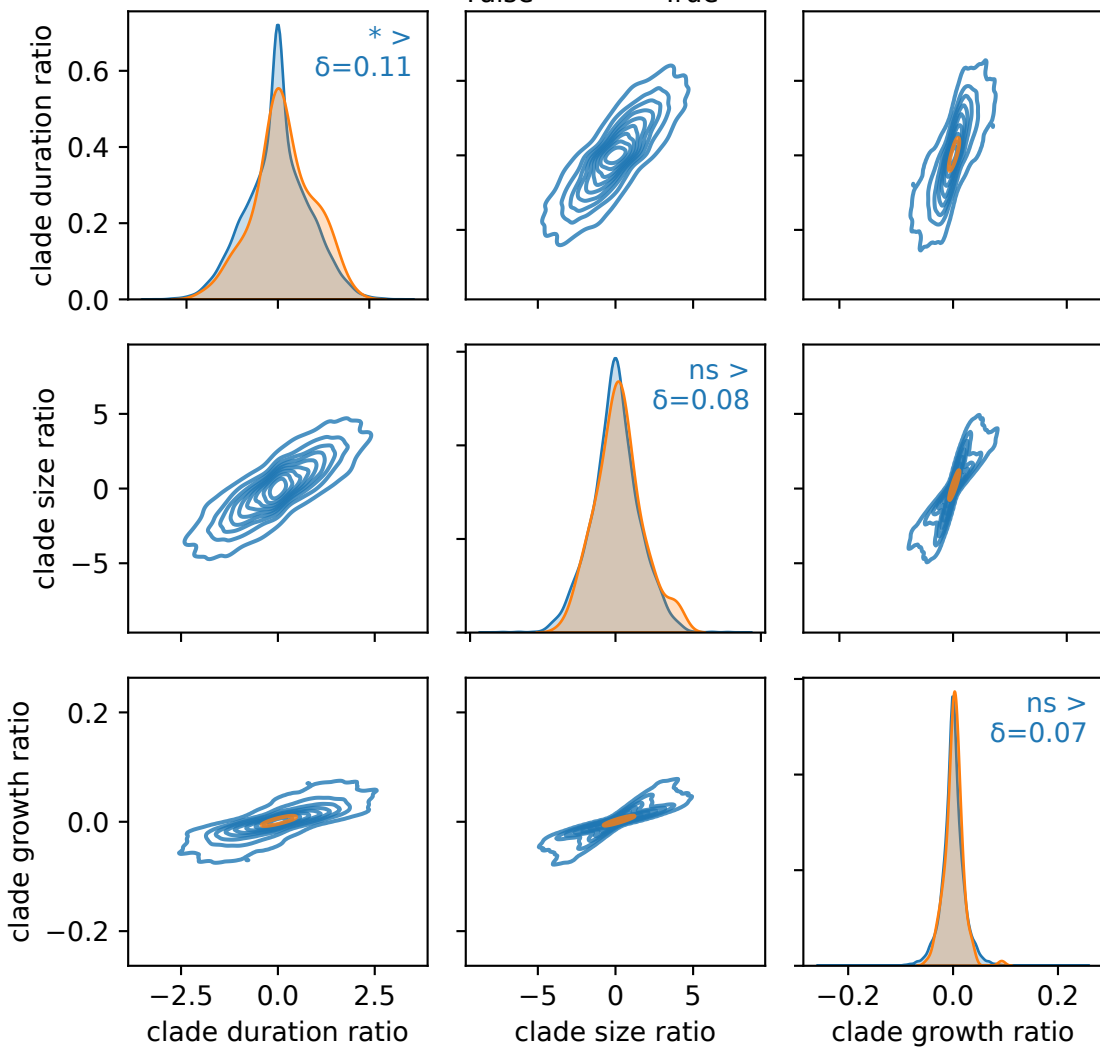 clade duration ratio
0.6
0.4
0.2
0.0
* >
δ=0.11
clade size ratio
5
0
−5
ns >
δ=0.08
clade growth ratio
0.2
0.0
−0.2
ns >
δ=0.07
−2.5 0.0 2.5
−5 0 5
−0.2 0.0 0.2
clade duration ratio
clade size ratio
clade growth ratio